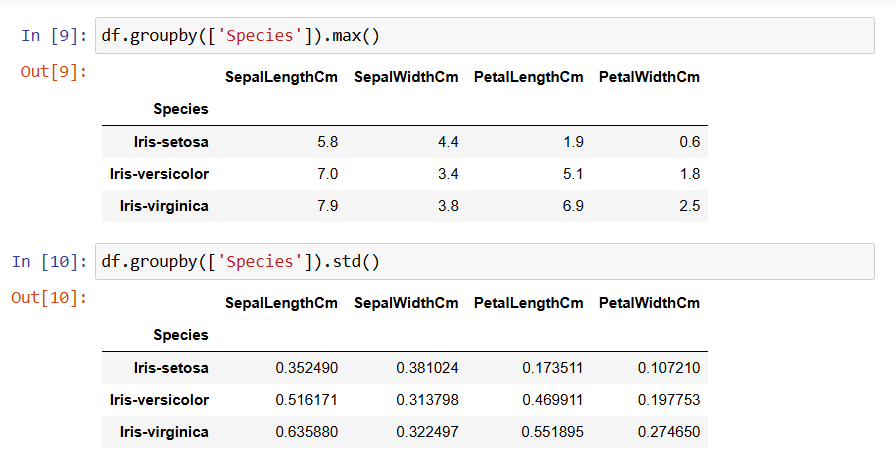 In [9]: df.groupby(['Species']).max()
Out[9]:
SepalLengthCm SepalWidthCm PetalLengthCm PetalWidthCm
Species
Iris-setosa 5.8 4.4 1.9 0.6
Iris-versicolor 7.0 3.4 5.1 1.8
Iris-virginica 7.9 3.8 6.9 2.5
In [10]: df.groupby(['Species']).std()
Out[10]:
SepalLengthCm SepalWidthCm PetalLengthCm PetalWidthCm
Species
Iris-setosa 0.352490 0.381024 0.173511 0.107210
Iris-versicolor 0.516171 0.313798 0.469911 0.197753
Iris-virginica 0.635880 0.322497 0.551895 0.274650